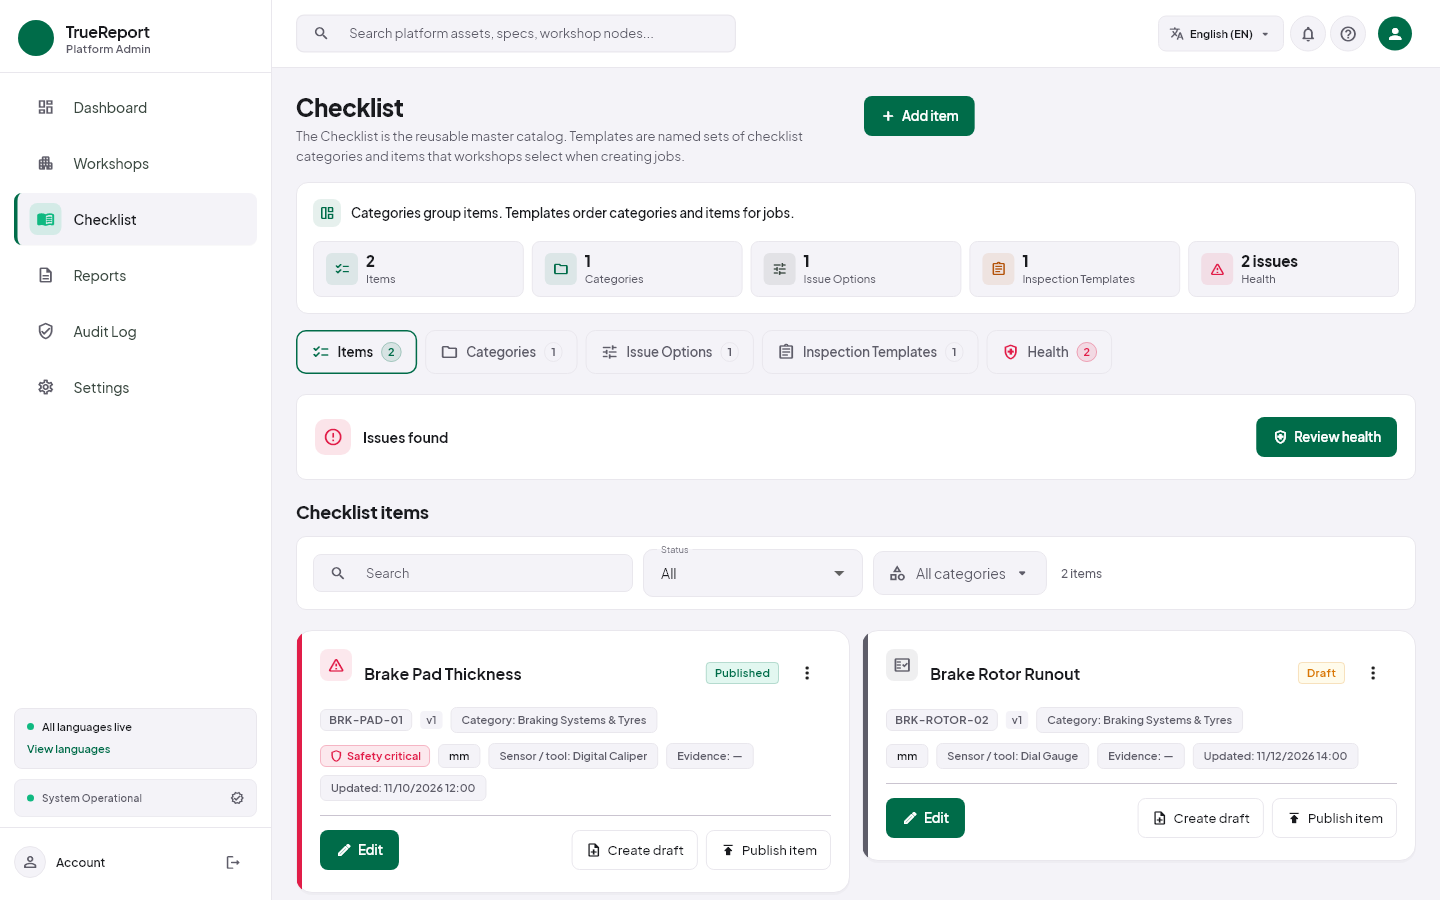 TrueReport
Platform Admin
Search platform assets, specs, workshop nodes...
English (EN)
Dashboard
Workshops
Checklist
Reports
Audit Log
Settings
All languages live
View languages
System Operational
Account
Checklist
The Checklist is the reusable master catalog. Templates are named sets of checklist
categories and items that workshops select when creating jobs.
Add item
Categories group items. Templates order categories and items for jobs.
2
Items
1
Categories
1
Issue Options
1
Inspection Templates
2 issues
Health
Items 2
Categories 1
Issue Options 1
Inspection Templates 1
Health 2
Issues found
Review health
Checklist items
Search
Status
All
All categories
2 items
Brake Pad Thickness
Published
BRK-PAD-01 v1 Category: Braking Systems & Tyres
Safety critical mm Sensor / tool: Digital Caliper Evidence: —
Updated: 11/10/2026 12:00
Edit Create draft Publish item
Brake Rotor Runout
Draft
BRK-ROTOR-02 v1 Category: Braking Systems & Tyres
mm Sensor / tool: Dial Gauge Evidence: — Updated: 11/12/2026 14:00
Edit Create draft Publish item